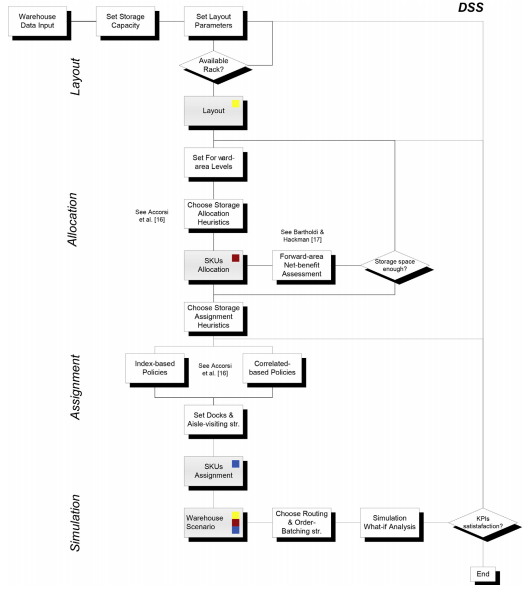 DSS
Warehouse
Data Input
Set Storage
Capacity
Set Layout
Parameters
Layout
Available
Rack?
Layout
Set For ward-
area Levels
Allocation
See Accorsi
et al. [16]
Choose Storage
Allocation
Heuristics
See Bartholdi &
Hackman [17]
SKUs
Allocation
Forward-area
Net-benefit
Assessment
Storage space
enough?
Choose Storage
Assignment
Heuristics
Assignment
Index-based
Policies
See Accorsi
et al. [16]
Correlated-
based Policies
Set Docks &
Aisle-visiting str.
SKUs
Assignment
Simulation
Warehouse
Scenario
Choose Routing
& Order-
Batching str.
Simulation
What-if Analysis
KPIs
satistfaction?
End